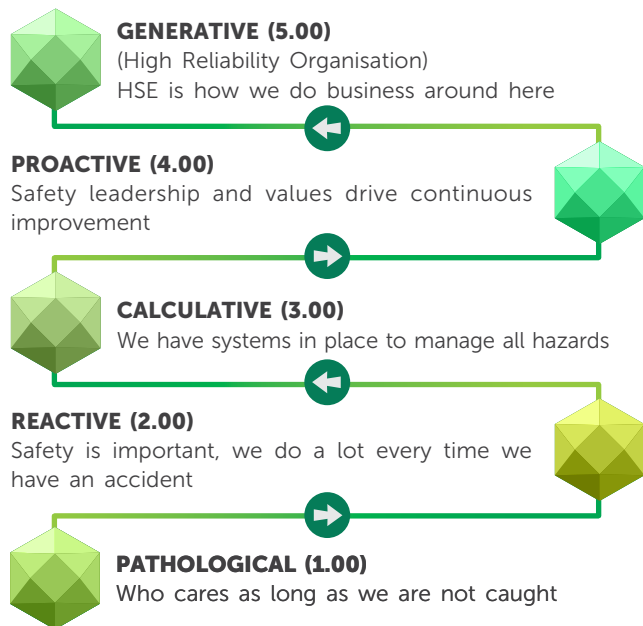 GENERATIVE (5.00)
(High Reliability Organisation)
HSE is how we do business around here
PROACTIVE (4.00)
Safety leadership and values drive continuous
improvement
CALCULATIVE (3.00)
We have systems in place to manage all hazards
REACTIVE (2.00)
Safety is important, we do a lot every time we
have an accident
PATHOLOGICAL (1.00)
Who cares as long as we are not caught